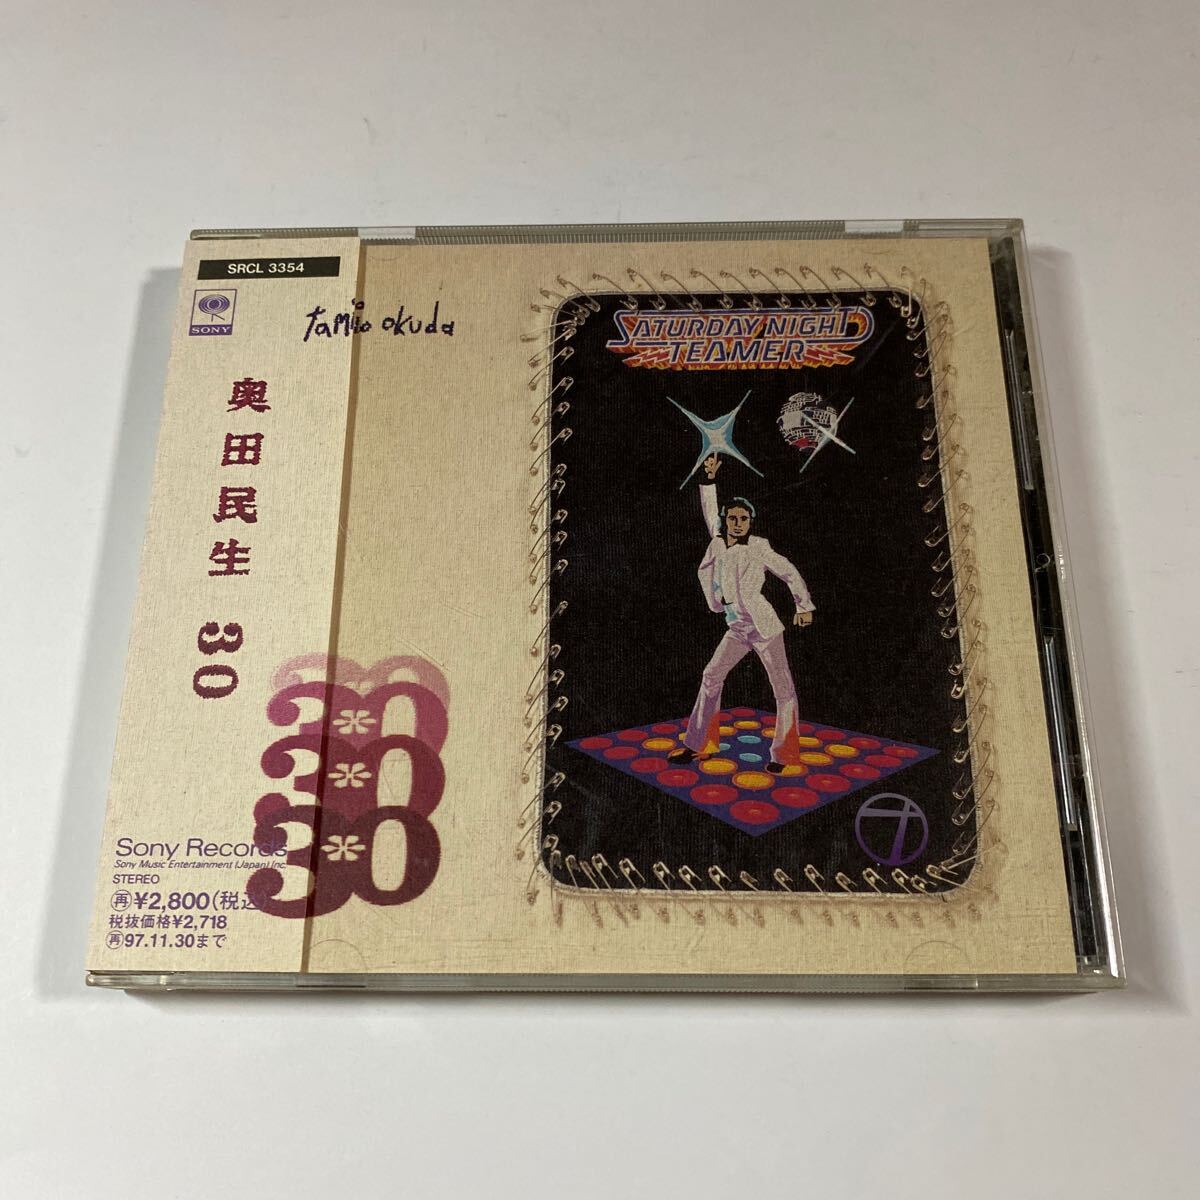 SRCL 3354
SONY
奥田民生 30
Sony Records
Sony Music Entertainment (Japan) Inc.
STEREO
再¥2,800(税込
税抜価格¥2,718
再97.11.30まで
tamio okuda
30
30
30
SATURDAY NIGHT
TEAMER